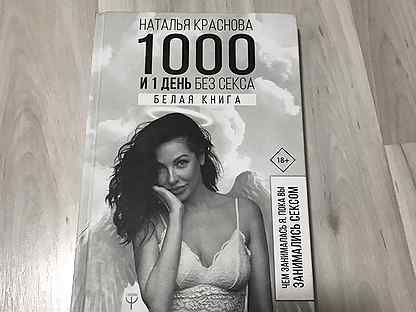 НАТАЛЬЯ КРАСНОВА
1000
И 1 ДЕНЬ БЕЗ СЕКСА
БЕЛАЯ КНИГА
18+
ЧЕМ ЗАНИМАЛАСЬ Я, ПОКА ВЫ
ЗАНИМАЛИСЬ СЕКСОМ